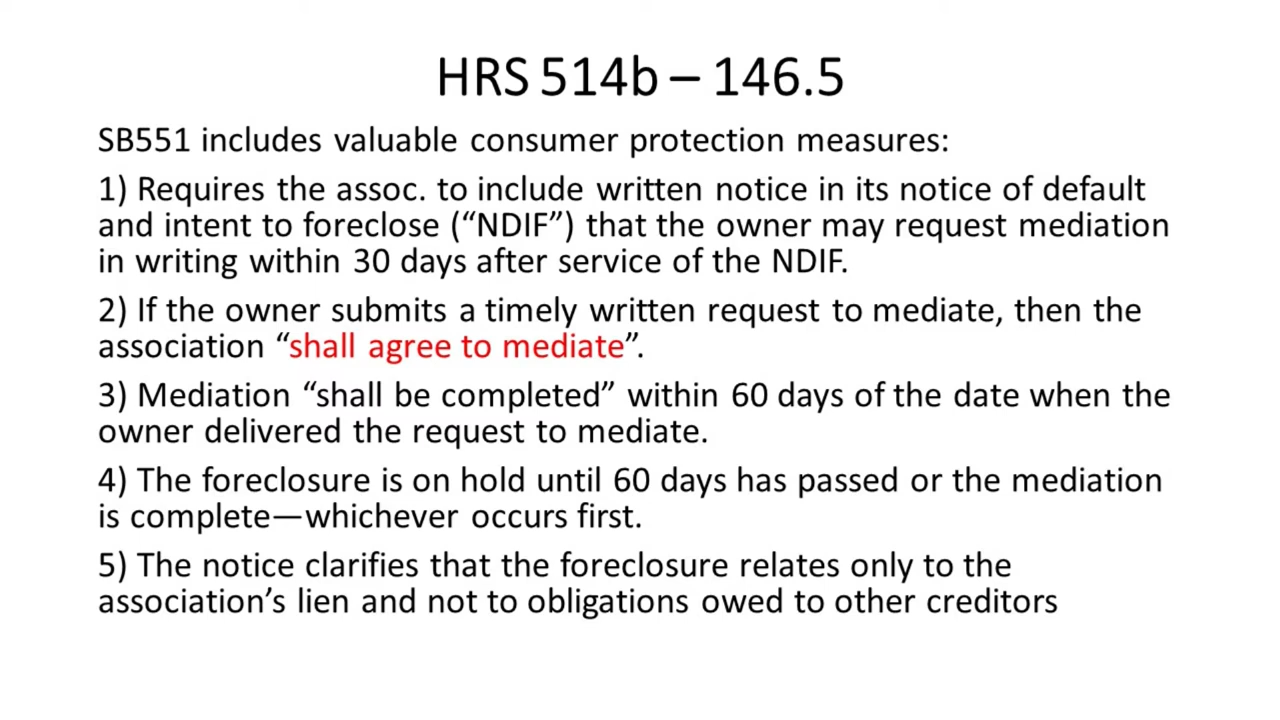 HRS 514b – 146.5
SB551 includes valuable consumer protection measures:
1) Requires the assoc. to include written notice in its notice of default
and intent to foreclose (“NDIF”) that the owner may request mediation
in writing within 30 days after service of the NDIF.
2) If the owner submits a timely written request to mediate, then the
association “shall agree to mediate”.
3) Mediation “shall be completed” within 60 days of the date when the
owner delivered the request to mediate.
4) The foreclosure is on hold until 60 days has passed or the mediation
is complete—whichever occurs first.
5) The notice clarifies that the foreclosure relates only to the
association’s lien and not to obligations owed to other creditors